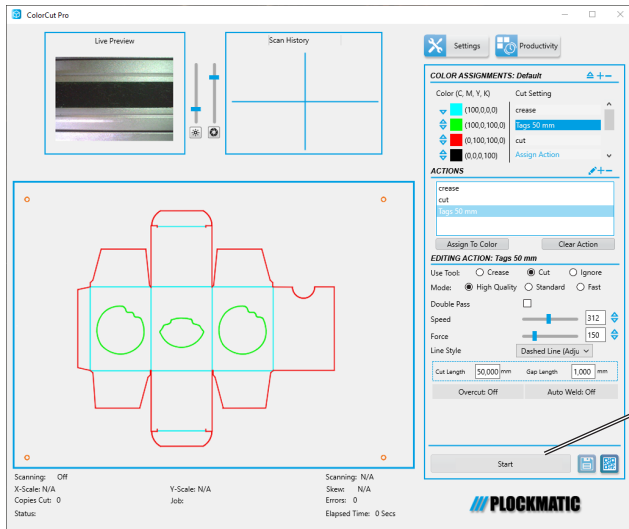 ColorCut Pro
Live Preview
Scan History
Settings
Productivity
COLOR ASSIGNMENTS: Default
Color (C, M, Y, K) Cut Setting
(100,0,0,0) crease
(100,0,100,0) Tags 50 mm
(0,100,100,0) cut
(0,0,0,100) Assign Action
ACTIONS
crease
cut
Tags 50 mm
Assign To Color Clear Action
EDITING ACTION: Tags 50 mm
Use Tool: Crease Cut Ignore
Mode: High Quality Standard Fast
Double Pass
Speed 312
Force 150
Line Style Dashed Line (Adju
Cut Length 50,000 mm Gap Length 1,000 mm
Overcut: Off Auto Weld: Off
Start
Scanning: Off Scanning: N/A
X-Scale: N/A Y-Scale: N/A Skew: N/A
Copies Cut: 0 Job: Errors: 0
Status: Elapsed Time: 0 Secs
PLOCKMATIC